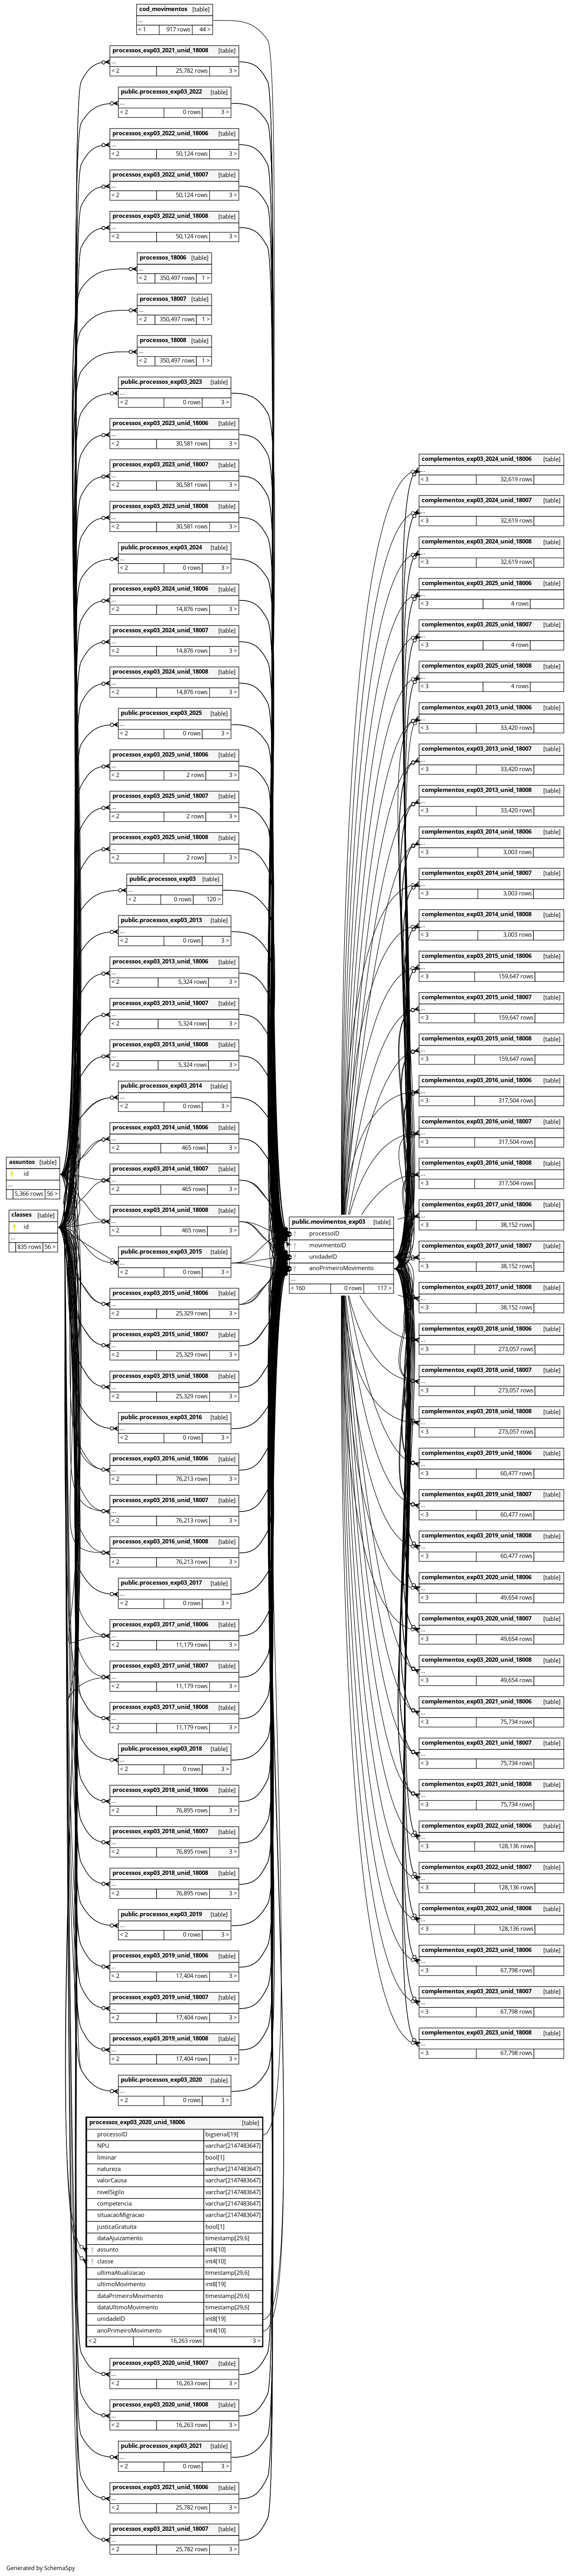 cod_movimentos [table]
...
< 1 917 rows 44 >
processos_exp03_2021_unid_18008 [table]
...
< 2 25,782 rows 3 >
public.processos_exp03_2022 [table]
...
< 2 0 rows 3 >
processos_exp03_2022_unid_18006 [table]
...
< 2 50,124 rows 3 >
processos_exp03_2022_unid_18007 [table]
...
< 2 50,124 rows 3 >
processos_exp03_2022_unid_18008 [table]
...
< 2 50,124 rows 3 >
processos_18006 [table]
...
< 2 350,497 rows 1 >
processos_18007 [table]
...
< 2 350,497 rows 1 >
processos_18008 [table]
...
< 2 350,497 rows 1 >
public.processos_exp03_2023 [table]
...
< 2 0 rows 3 >
processos_exp03_2023_unid_18006 [table]
...
< 2 30,581 rows 3 >
processos_exp03_2023_unid_18007 [table]
...
< 2 30,581 rows 3 >
processos_exp03_2023_unid_18008 [table]
...
< 2 30,581 rows 3 >
public.processos_exp03_2024 [table]
...
< 2 0 rows 3 >
processos_exp03_2024_unid_18006 [table]
...
< 2 14,876 rows 3 >
processos_exp03_2024_unid_18007 [table]
...
< 2 14,876 rows 3 >
processos_exp03_2024_unid_18008 [table]
...
< 2 14,876 rows 3 >
public.processos_exp03_2025 [table]
...
< 2 0 rows 3 >
processos_exp03_2025_unid_18006 [table]
...
< 2 2 rows 3 >
processos_exp03_2025_unid_18007 [table]
...
< 2 2 rows 3 >
processos_exp03_2025_unid_18008 [table]
...
< 2 2 rows 3 >
public.processos_exp03 [table]
...
< 2 0 rows 120 >
public.processos_exp03_2013 [table]
...
< 2 0 rows 3 >
processos_exp03_2013_unid_18006 [table]
...
< 2 5,324 rows 3 >
processos_exp03_2013_unid_18007 [table]
...
< 2 5,324 rows 3 >
processos_exp03_2013_unid_18008 [table]
...
< 2 5,324 rows 3 >
public.processos_exp03_2014 [table]
...
< 2 0 rows 3 >
processos_exp03_2014_unid_18006 [table]
...
< 2 465 rows 3 >
processos_exp03_2014_unid_18007 [table]
...
< 2 465 rows 3 >
processos_exp03_2014_unid_18008 [table]
...
< 2 465 rows 3 >
public.processos_exp03_2015 [table]
...
< 2 0 rows 3 >
processos_exp03_2015_unid_18006 [table]
...
< 2 25,329 rows 3 >
processos_exp03_2015_unid_18007 [table]
...
< 2 25,329 rows 3 >
processos_exp03_2015_unid_18008 [table]
...
< 2 25,329 rows 3 >
public.processos_exp03_2016 [table]
...
< 2 0 rows 3 >
processos_exp03_2016_unid_18006 [table]
...
< 2 76,213 rows 3 >
processos_exp03_2016_unid_18007 [table]
...
< 2 76,213 rows 3 >
processos_exp03_2016_unid_18008 [table]
...
< 2 76,213 rows 3 >
public.processos_exp03_2017 [table]
...
< 2 0 rows 3 >
processos_exp03_2017_unid_18006 [table]
...
< 2 11,179 rows 3 >
processos_exp03_2017_unid_18007 [table]
...
< 2 11,179 rows 3 >
processos_exp03_2017_unid_18008 [table]
...
< 2 11,179 rows 3 >
public.processos_exp03_2018 [table]
...
< 2 0 rows 3 >
processos_exp03_2018_unid_18006 [table]
...
< 2 76,895 rows 3 >
processos_exp03_2018_unid_18007 [table]
...
< 2 76,895 rows 3 >
processos_exp03_2018_unid_18008 [table]
...
< 2 76,895 rows 3 >
public.processos_exp03_2019 [table]
...
< 2 0 rows 3 >
processos_exp03_2019_unid_18006 [table]
...
< 2 17,404 rows 3 >
processos_exp03_2019_unid_18007 [table]
...
< 2 17,404 rows 3 >
processos_exp03_2019_unid_18008 [table]
...
< 2 17,404 rows 3 >
public.processos_exp03_2020 [table]
...
< 2 0 rows 3 >
processos_exp03_2020_unid_18006 [table]
processoID bigserial[19]
NPU varchar[2147483647]
liminar bool[1]
natureza varchar[2147483647]
valorCausa varchar[2147483647]
nivelSigilo varchar[2147483647]
competencia varchar[2147483647]
situacaoMigracao varchar[2147483647]
justicaGratuita bool[1]
dataAjuizamento timestamp[29,6]
assunto int4[10]
classe int4[10]
ultimaAtualizacao timestamp[29,6]
ultimoMovimento int8[19]
dataPrimeiroMovimento timestamp[29,6]
dataUltimoMovimento timestamp[29,6]
unidadeID int8[19]
anoPrimeiroMovimento int4[10]
< 2 16,263 rows 3 >
processos_exp03_2020_unid_18007 [table]
...
< 2 16,263 rows 3 >
processos_exp03_2020_unid_18008 [table]
...
< 2 16,263 rows 3 >
public.processos_exp03_2021 [table]
...
< 2 0 rows 3 >
processos_exp03_2021_unid_18006 [table]
...
< 2 25,782 rows 3 >
processos_exp03_2021_unid_18007 [table]
...
< 2 25,782 rows 3 >
assuntos [table]
id
...
5,366 rows 56 >
classes [table]
id
...
835 rows 56 >
public.movimentos_exp03 [table]
processoID
movimentoID
unidadeID
anoPrimeiroMovimento
...
< 160 0 rows 117 >
complementos_exp03_2024_unid_18006 [table]
...
< 3 32,619 rows
complementos_exp03_2024_unid_18007 [table]
...
< 3 32,619 rows
complementos_exp03_2024_unid_18008 [table]
...
< 3 32,619 rows
complementos_exp03_2025_unid_18006 [table]
...
< 3 4 rows
complementos_exp03_2025_unid_18007 [table]
...
< 3 4 rows
complementos_exp03_2025_unid_18008 [table]
...
< 3 4 rows
complementos_exp03_2013_unid_18006 [table]
...
< 3 33,420 rows
complementos_exp03_2013_unid_18007 [table]
...
< 3 33,420 rows
complementos_exp03_2013_unid_18008 [table]
...
< 3 33,420 rows
complementos_exp03_2014_unid_18006 [table]
...
< 3 3,003 rows
complementos_exp03_2014_unid_18007 [table]
...
< 3 3,003 rows
complementos_exp03_2014_unid_18008 [table]
...
< 3 3,003 rows
complementos_exp03_2015_unid_18006 [table]
...
< 3 159,647 rows
complementos_exp03_2015_unid_18007 [table]
...
< 3 159,647 rows
complementos_exp03_2015_unid_18008 [table]
...
< 3 159,647 rows
complementos_exp03_2016_unid_18006 [table]
...
< 3 317,504 rows
complementos_exp03_2016_unid_18007 [table]
...
< 3 317,504 rows
complementos_exp03_2016_unid_18008 [table]
...
< 3 317,504 rows
complementos_exp03_2017_unid_18006 [table]
...
< 3 38,152 rows
complementos_exp03_2017_unid_18007 [table]
...
< 3 38,152 rows
complementos_exp03_2017_unid_18008 [table]
...
< 3 38,152 rows
complementos_exp03_2018_unid_18006 [table]
...
< 3 273,057 rows
complementos_exp03_2018_unid_18007 [table]
...
< 3 273,057 rows
complementos_exp03_2018_unid_18008 [table]
...
< 3 273,057 rows
complementos_exp03_2019_unid_18006 [table]
...
< 3 60,477 rows
complementos_exp03_2019_unid_18007 [table]
...
< 3 60,477 rows
complementos_exp03_2019_unid_18008 [table]
...
< 3 60,477 rows
complementos_exp03_2020_unid_18006 [table]
...
< 3 49,654 rows
complementos_exp03_2020_unid_18007 [table]
...
< 3 49,654 rows
complementos_exp03_2020_unid_18008 [table]
...
< 3 49,654 rows
complementos_exp03_2021_unid_18006 [table]
...
< 3 75,734 rows
complementos_exp03_2021_unid_18007 [table]
...
< 3 75,734 rows
complementos_exp03_2021_unid_18008 [table]
...
< 3 75,734 rows
complementos_exp03_2022_unid_18006 [table]
...
< 3 128,136 rows
complementos_exp03_2022_unid_18007 [table]
...
< 3 128,136 rows
complementos_exp03_2022_unid_18008 [table]
...
< 3 128,136 rows
complementos_exp03_2023_unid_18006 [table]
...
< 3 67,798 rows
complementos_exp03_2023_unid_18007 [table]
...
< 3 67,798 rows
complementos_exp03_2023_unid_18008 [table]
...
< 3 67,798 rows
Generated by SchemaSpy